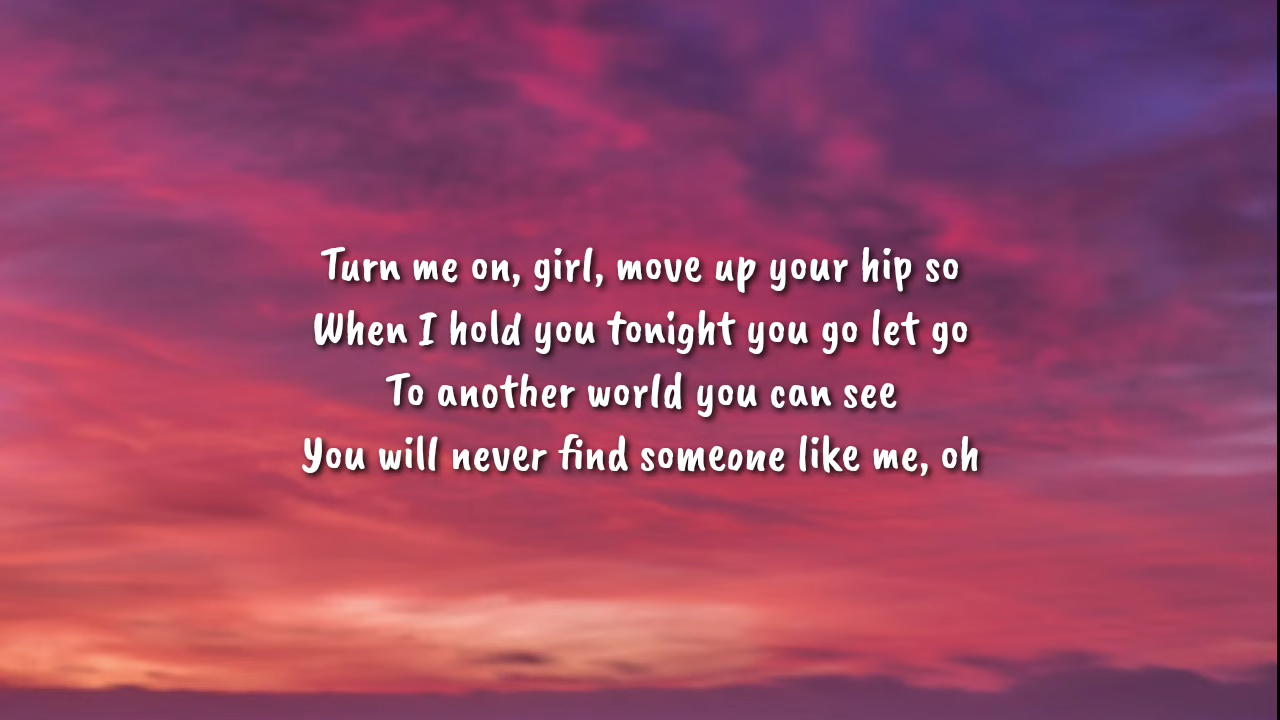 Turn me on, girl, move up your hip so
When I hold you tonight you go let go
To another world you can see
You will never find someone like me, oh